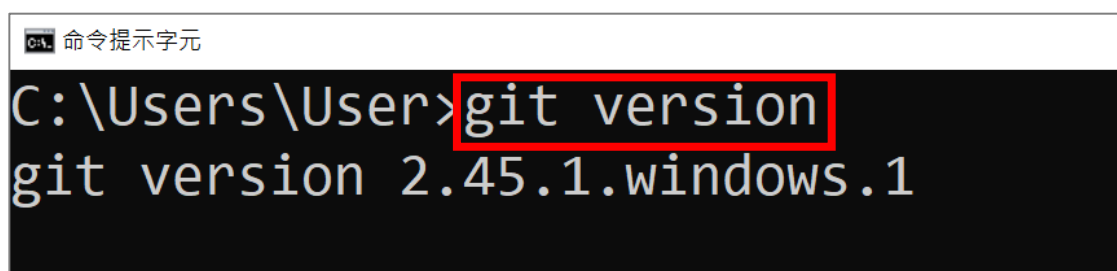 命令提示字元
C:\Users\User>git version
git version 2.45.1.windows.1